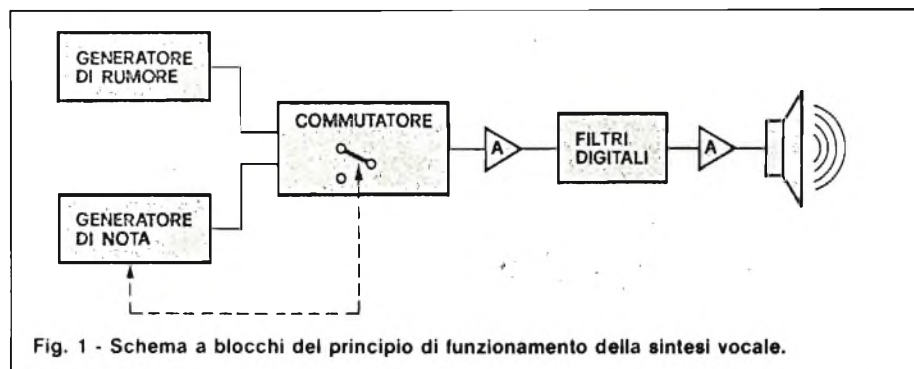 GENERATORE
DI RUMORE
COMMUTATORE
A
FILTRI
DIGITALI
A
GENERATORE
DI NOTA
Fig. 1 - Schema a blocchi del principio di funzionamento della sintesi vocale.